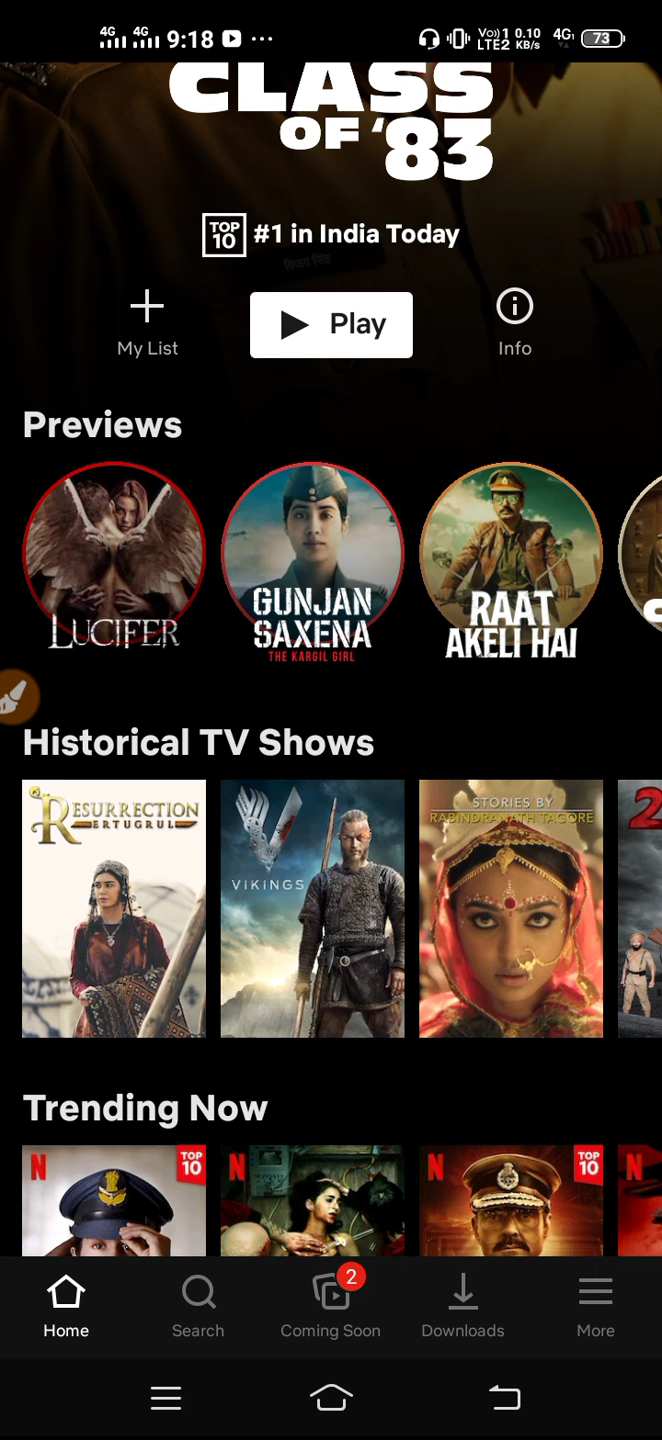 4G 4G 9:18 ... Vo))1 LTE2 0.10 KB/s 4G 73
CLASS
OF '83
TOP 10 #1 in India Today
विजय सिंह
My List
Play
Info
Previews
LUCIFER
GUNJAN
SAXENA
THE KARGIL GIRL
RAAT
AKELI HAI
Historical TV Shows
RESURRECTION
ERTUGRUL
VIKINGS
STORIES BY
RABINDRANATH TAGORE
2
Trending Now
N
TOP 10
N
N
TOP 10
N
2
Home
Search
Coming Soon
Downloads
More